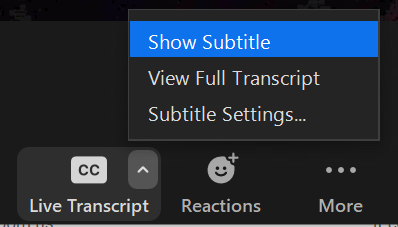 Show Subtitle
View Full Transcript
Subtitle Settings...
CC
Live Transcript
Reactions
More